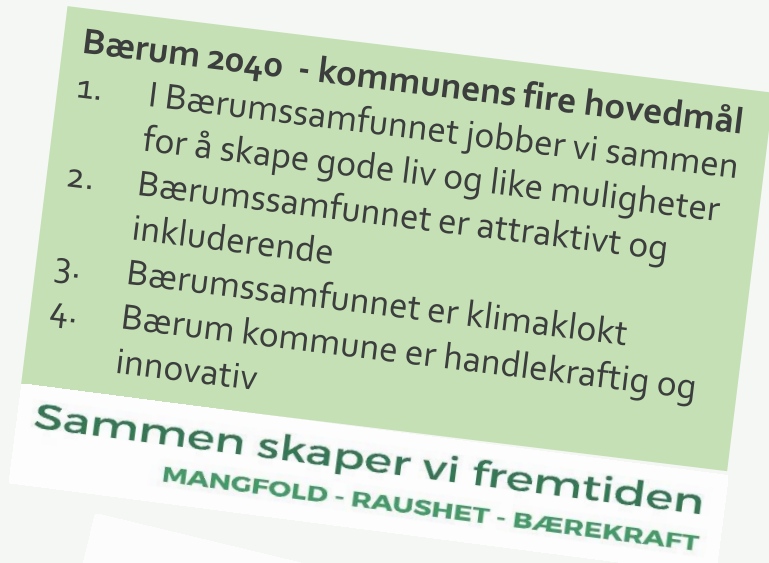 Bærum 2040 - kommunens fire hovedmål
1. I Bærumssamfunnet jobber vi sammen
for å skape gode liv og like muligheter
2. Bærumssamfunnet er attraktivt og
inkluderende
3. Bærumssamfunnet er klimaklokt
4. Bærum kommune er handlekraftig og
innovativ
Sammen skaper vi fremtiden
MANGFOLD - RAUSHET - BÆREKRAFT